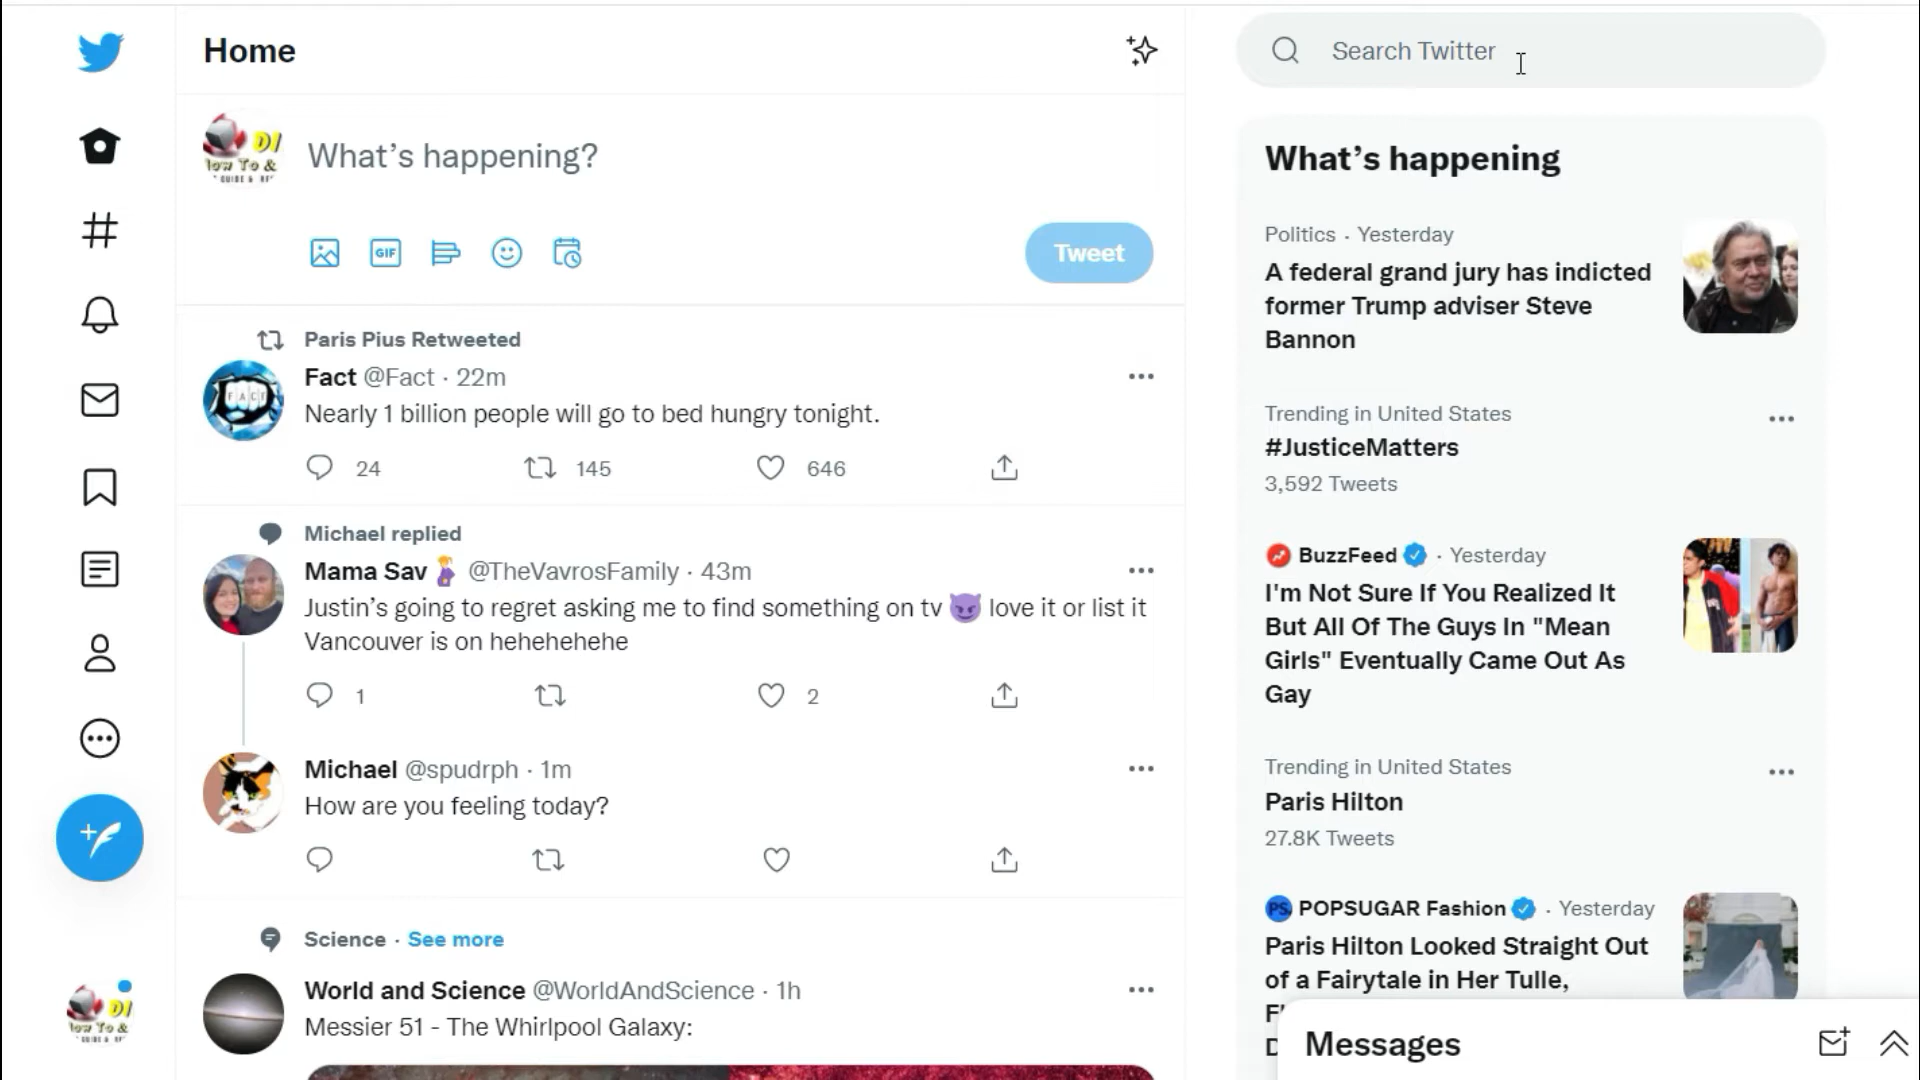 Home
What's happening?
GIF
Tweet
Paris Pius Retweeted
Fact @Fact · 22m
Nearly 1 billion people will go to bed hungry tonight.
24 145 646
Michael replied
Mama Sav @TheVavrosFamily · 43m
Justin's going to regret asking me to find something on tv 😈 love it or list it
Vancouver is on hehehehehe
1 2
Michael @spudrph · 1m
How are you feeling today?
Science · See more
World and Science @WorldAndScience · 1h
Messier 51 - The Whirlpool Galaxy:
Search Twitter
What's happening
Politics · Yesterday
A federal grand jury has indicted
former Trump adviser Steve
Bannon
Trending in United States
#JusticeMatters
3,592 Tweets
BuzzFeed · Yesterday
I'm Not Sure If You Realized It
But All Of The Guys In "Mean
Girls" Eventually Came Out As
Gay
Trending in United States
Paris Hilton
27.8K Tweets
PS POPSUGAR Fashion · Yesterday
Paris Hilton Looked Straight Out
of a Fairytale in Her Tulle,
Messages